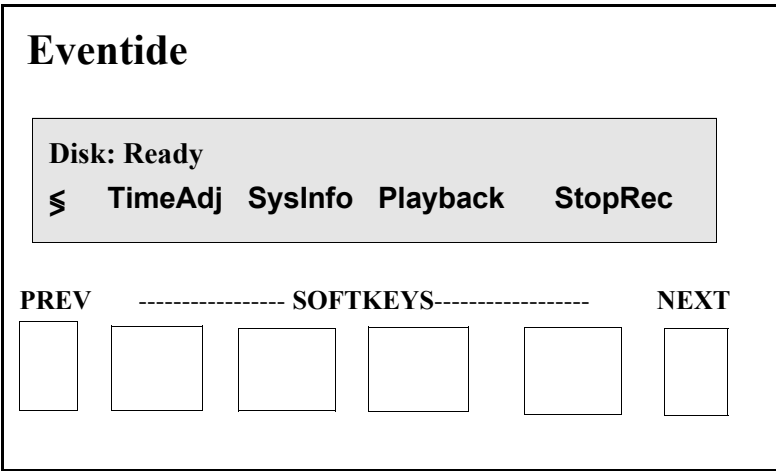 Eventide
Disk: Ready
≶ TimeAdj SysInfo Playback StopRec
PREV ----------------- SOFTKEYS------------------ NEXT